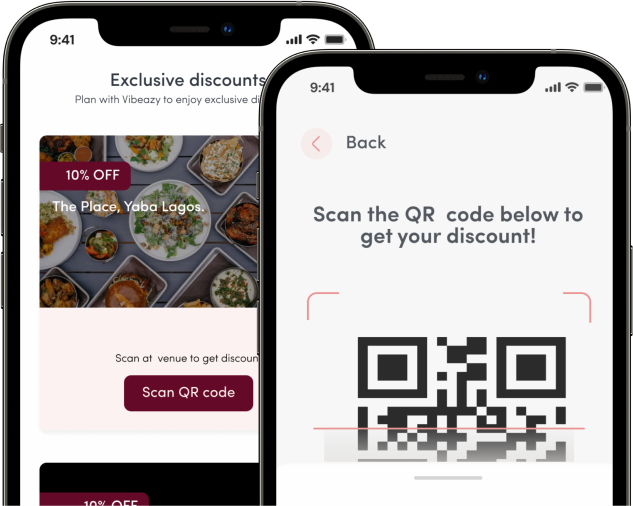 9:41
Exclusive discounts
Plan with Vibeazy to enjoy exclusive di
10% OFF
The Place, Yaba Lagos.
Scan at venue to get discoun
Scan QR code
10% OFF
9:41
Back
Scan the QR code below to
get your discount!